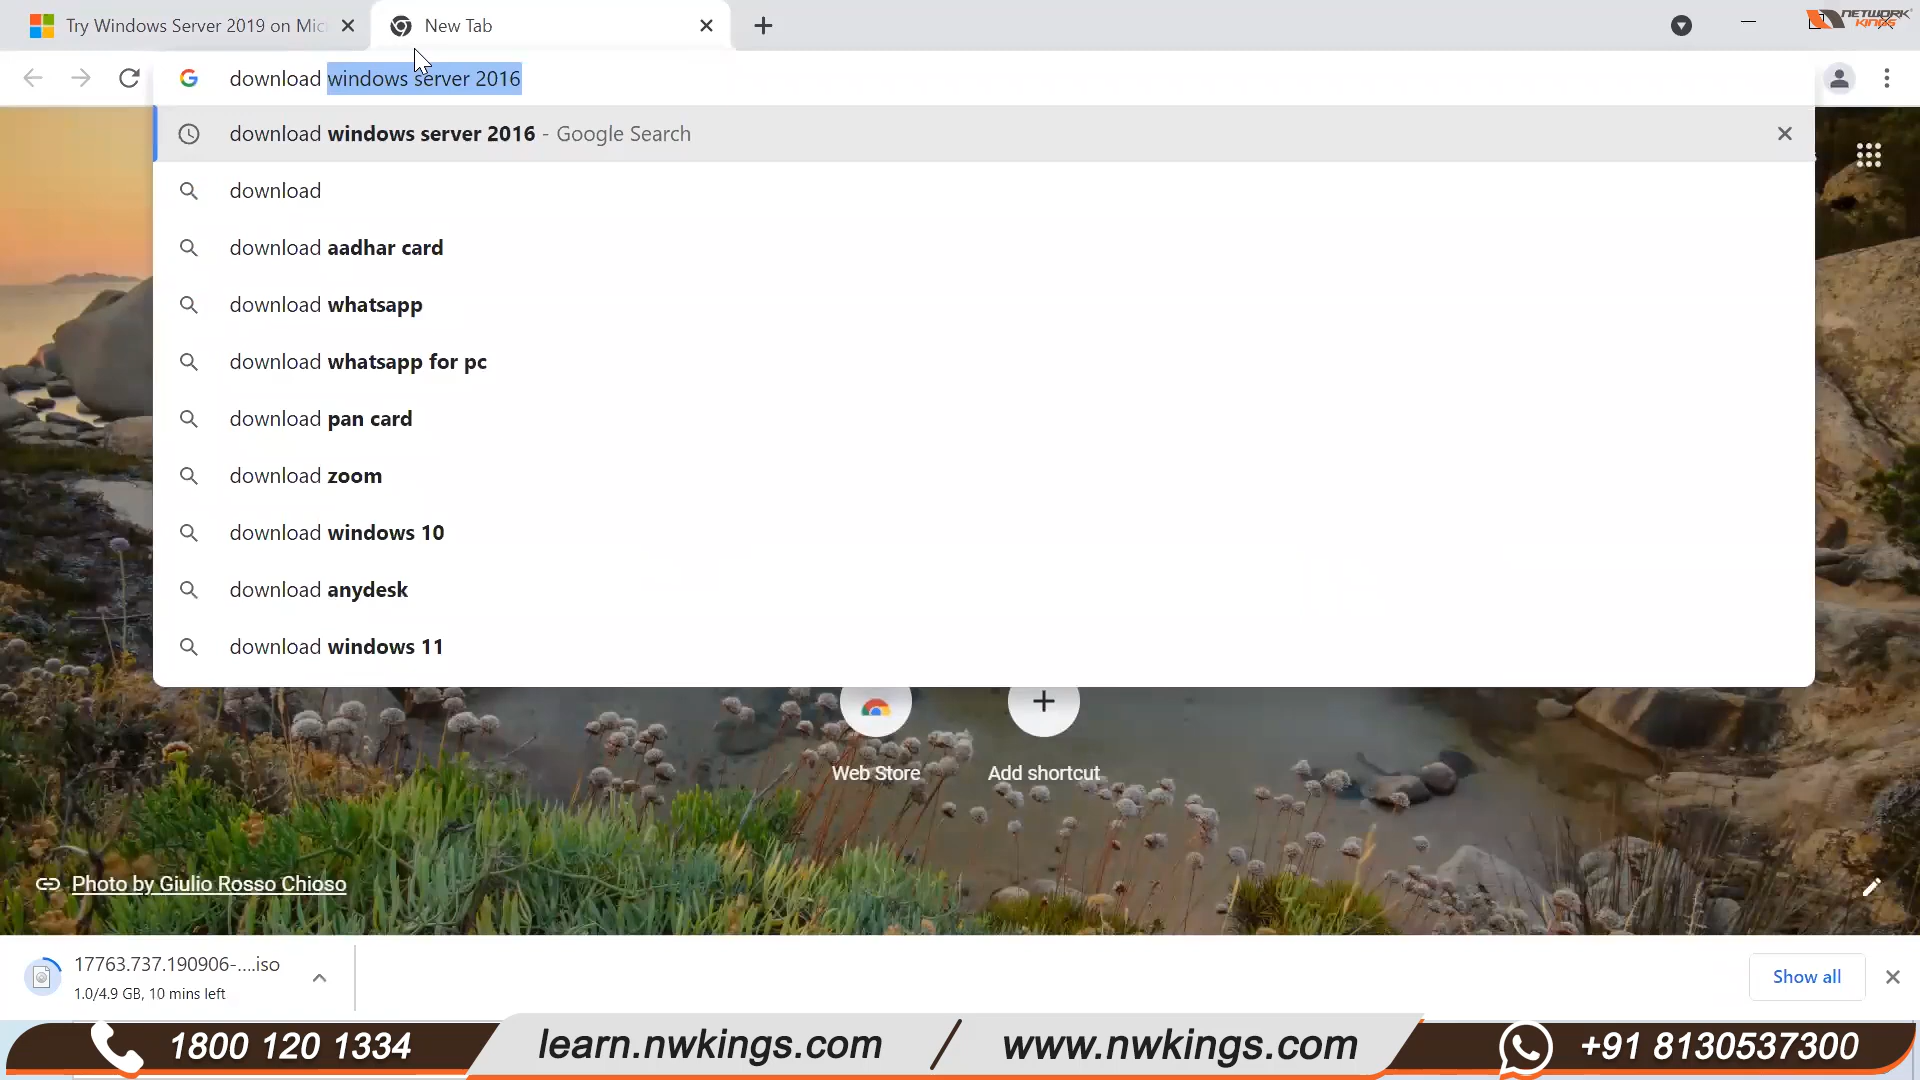 Try Windows Server 2019 on Mic
New Tab
NETWORK
KINGS
download windows server 2016
download windows server 2016 - Google Search
download
download aadhar card
download whatsapp
download whatsapp for pc
download pan card
download zoom
download windows 10
download anydesk
download windows 11
Web Store
Add shortcut
Photo by Giulio Rosso Chioso
17763.737.190906-....iso
1.0/4.9 GB, 10 mins left
Show all
1800 120 1334
learn.nwkings.com / www.nwkings.com
+91 8130537300